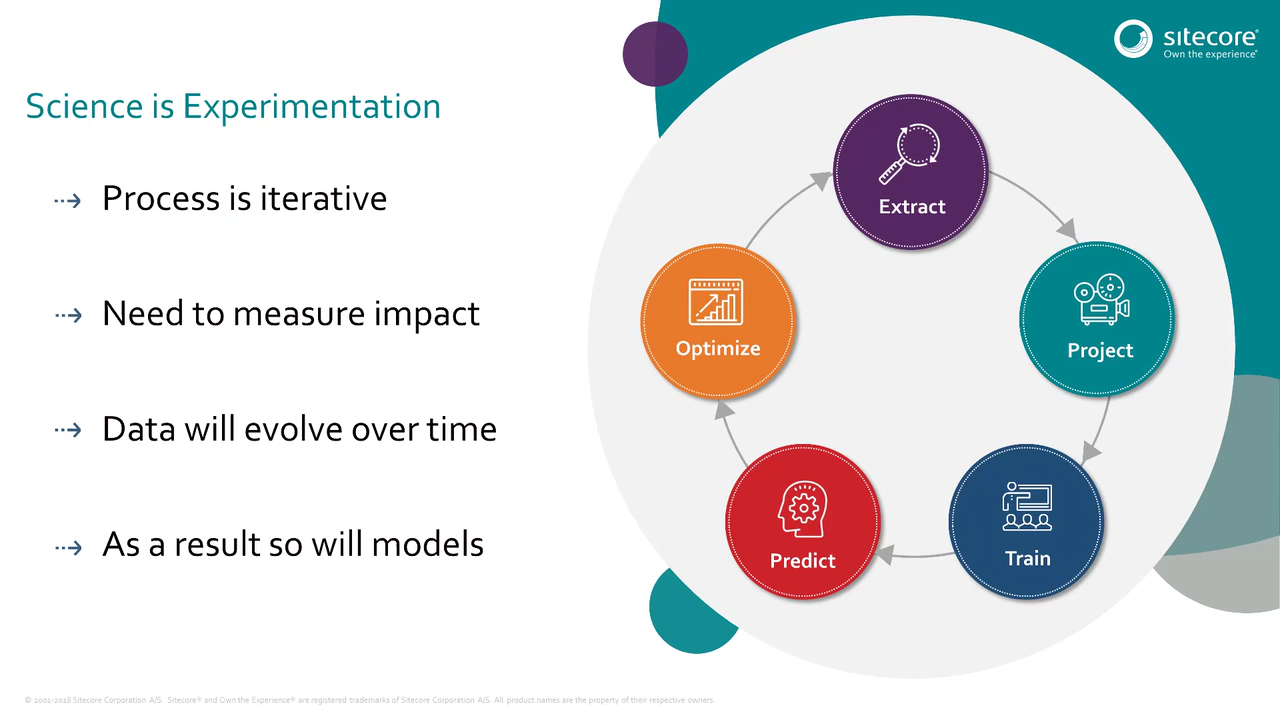 sitecore®
Own the experience®
Science is Experimentation
Process is iterative
Need to measure impact
Data will evolve over time
As a result so will models
Extract
Project
Train
Predict
Optimize
© 2001-2018 Sitecore Corporation A/S. Sitecore® and Own the Experience® are registered trademarks of Sitecore Corporation A/S. All product names are the property of their respective owners.